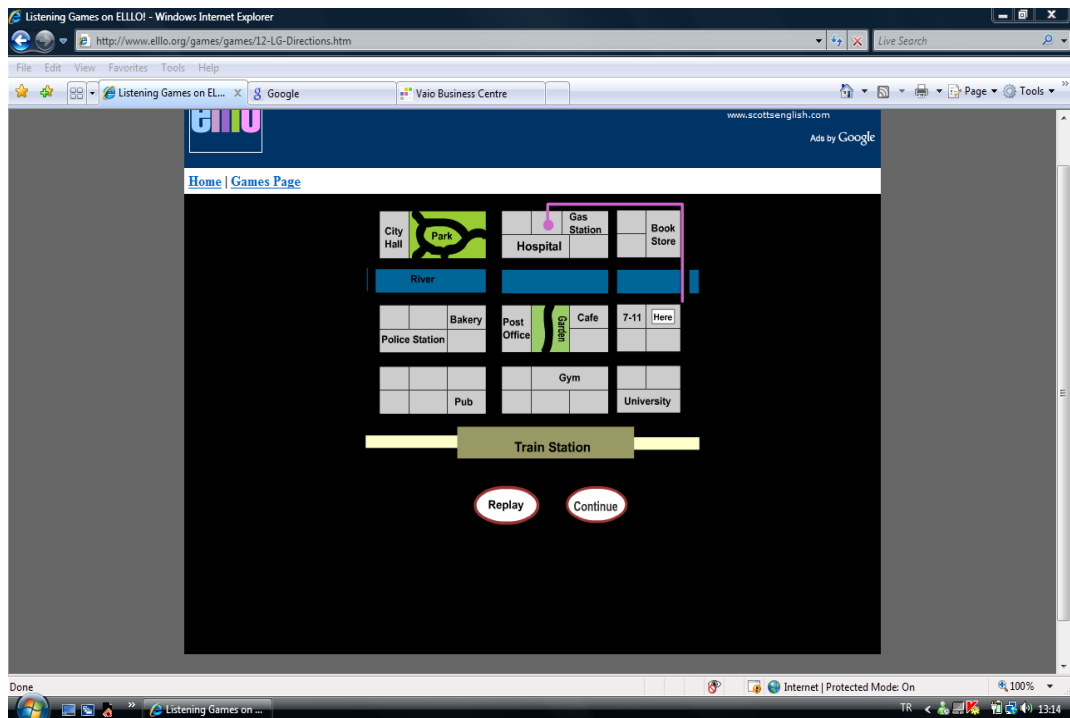 Listening Games on ELLLO! - Windows Internet Explorer
http://www.elllo.org/games/games/12-LG-Directions.htm
Live Search
File Edit View Favorites Tools Help
Listening Games on EL... X
Google
Vaio Business Centre
Page
Tools
elllo
www.scottsenglish.com
Ads by Google
Home | Games Page
City Hall
Park
Gas Station
Hospital
Book Store
River
Bakery
Police Station
Post Office
Garden
Cafe
7-11
Here
Gym
Pub
University
Train Station
Replay
Continue
Done
Internet | Protected Mode: On
100%
Listening Games on ...
TR
13:14